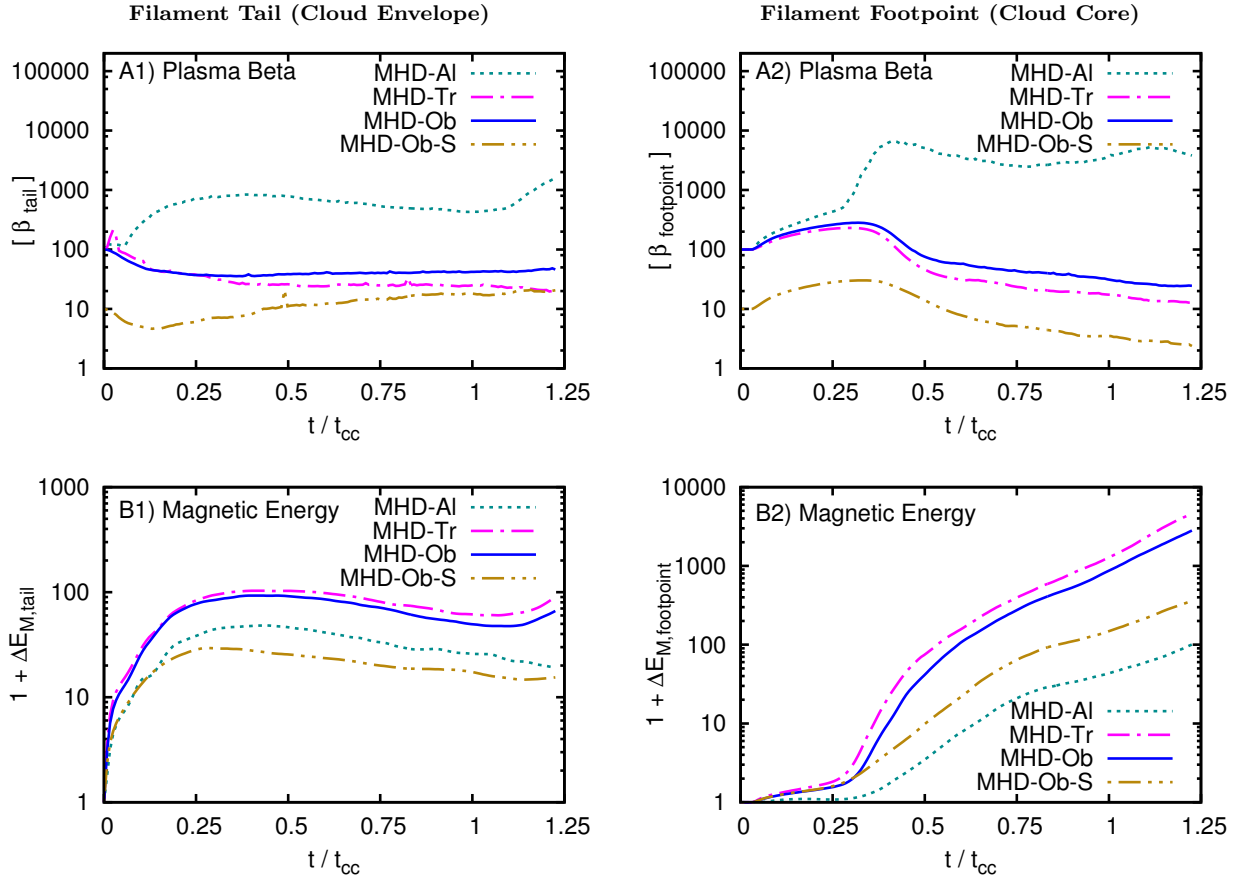 Filament Tail (Cloud Envelope)
Filament Footpoint (Cloud Core)
A1) Plasma Beta
MHD-Al
MHD-Tr
MHD-Ob
MHD-Ob-S
100000
10000
1000
100
10
1
[ β tail ]
0 0.25 0.5 0.75 1 1.25
t / tcc
A2) Plasma Beta
MHD-Al
MHD-Tr
MHD-Ob
MHD-Ob-S
100000
10000
1000
100
10
1
[ β footpoint ]
0 0.25 0.5 0.75 1 1.25
t / tcc
B1) Magnetic Energy
MHD-Al
MHD-Tr
MHD-Ob
MHD-Ob-S
1000
100
10
1
1 + ΔEM,tail
0 0.25 0.5 0.75 1 1.25
t / tcc
B2) Magnetic Energy
10000
1000
100
10
1
1 + ΔEM,footpoint
MHD-Al
MHD-Tr
MHD-Ob
MHD-Ob-S
0 0.25 0.5 0.75 1 1.25
t / tcc